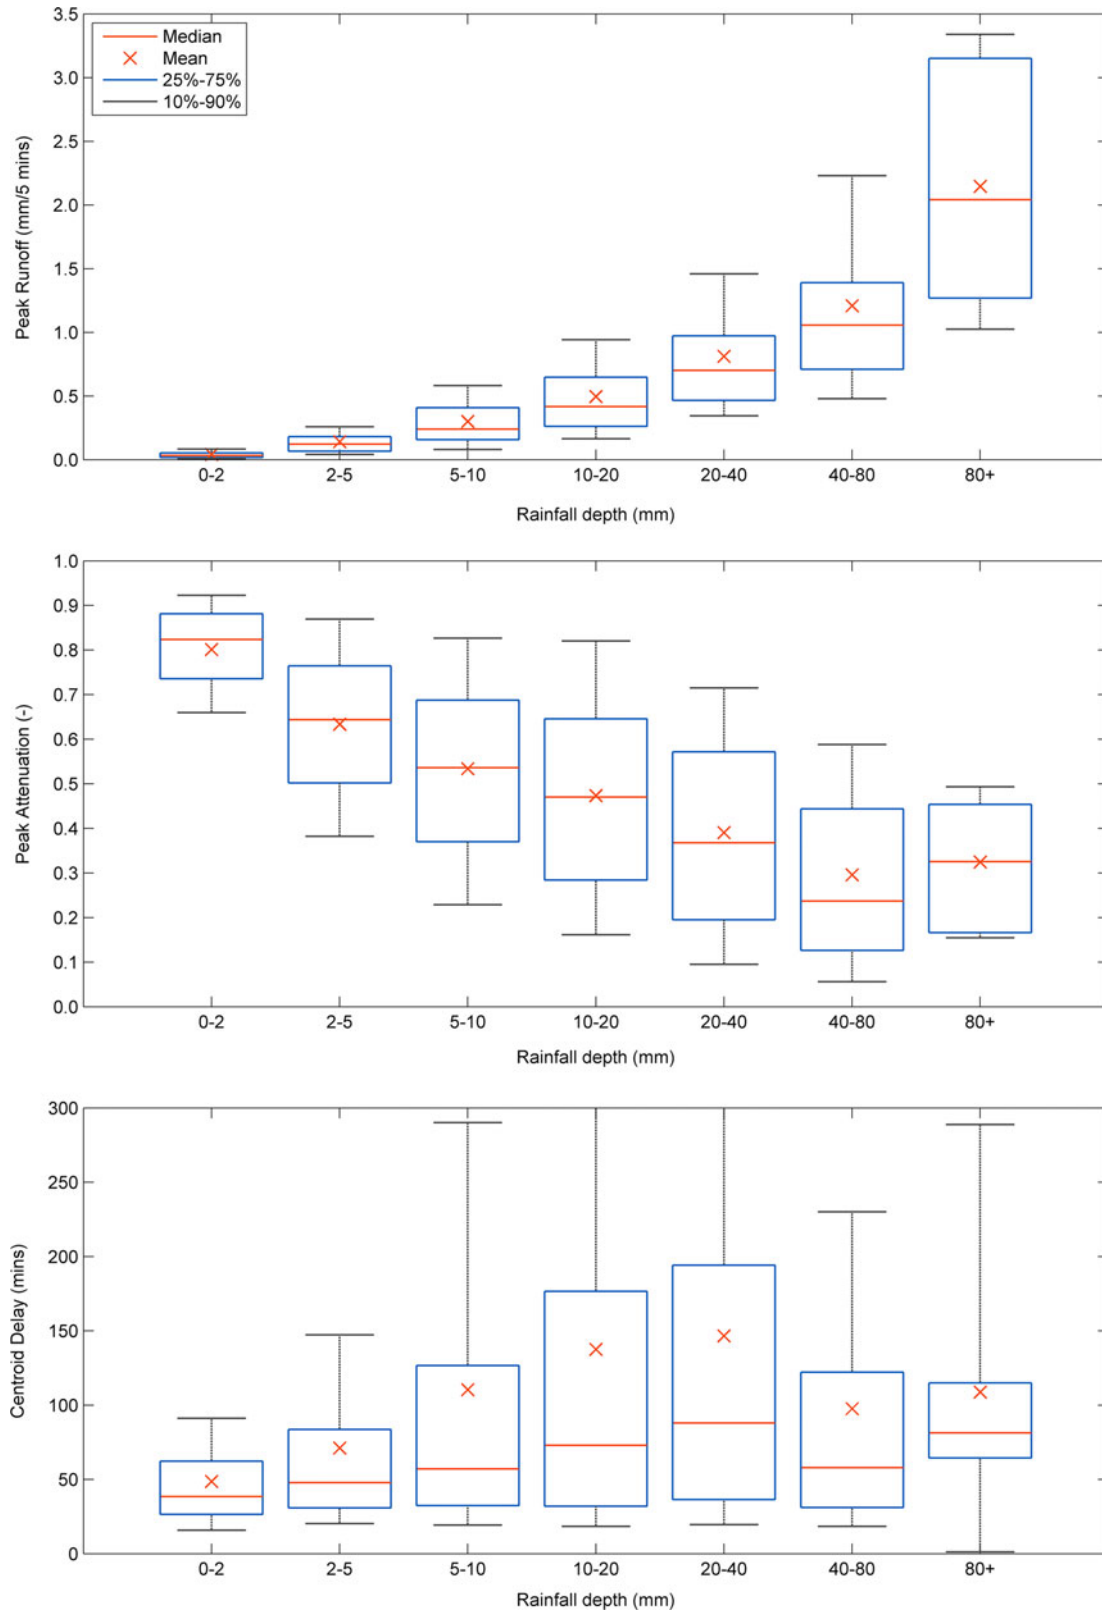 3.5
Median
Mean
25%-75%
10%-90%
3.0
2.5
2.0
1.5
1.0
0.5
0.0
Peak Runoff (mm/5 mins)
0-2 2-5 5-10 10-20 20-40 40-80 80+
Rainfall depth (mm)
1.0
0.9
0.8
0.7
0.6
0.5
0.4
0.3
0.2
0.1
0.0
Peak Attenuation (-)
0-2 2-5 5-10 10-20 20-40 40-80 80+
Rainfall depth (mm)
300
250
200
150
100
50
0
Centroid Delay (mins)
0-2 2-5 5-10 10-20 20-40 40-80 80+
Rainfall depth (mm)